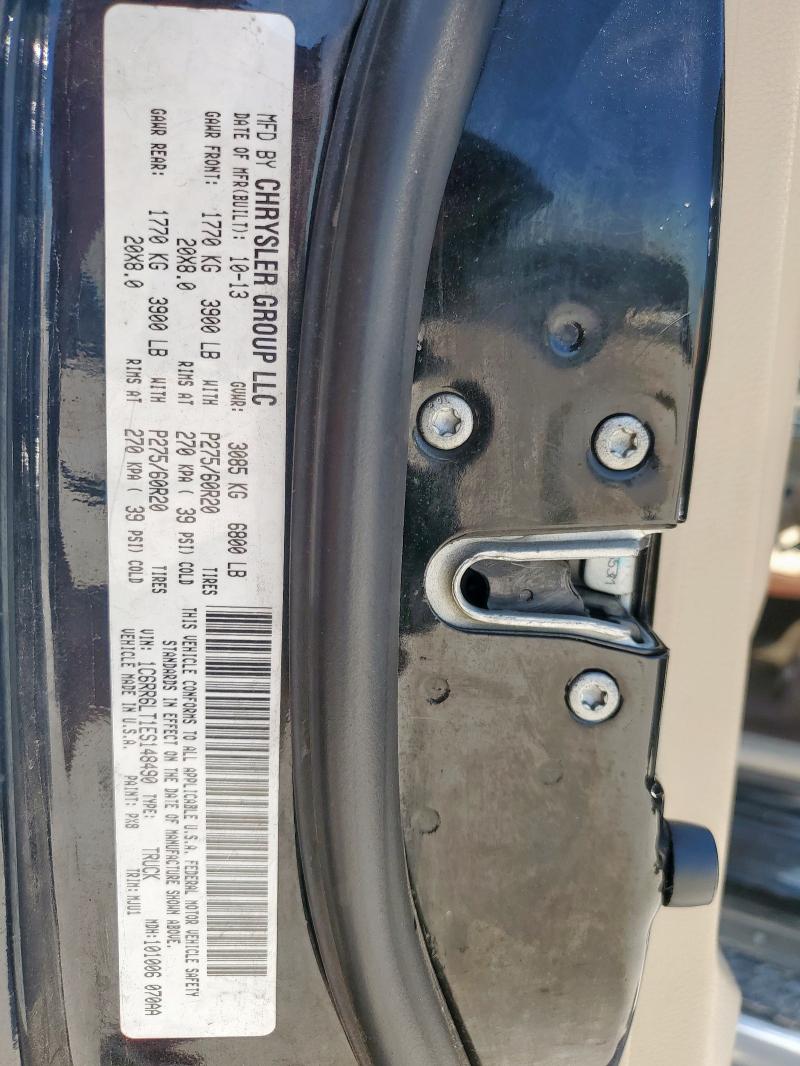 MFD BY CHRYSLER GROUP LLC
DATE OF MFR(BUILT): 10-13 GVWR: 3085 KG 6800 LB
GAWR FRONT: 1770 KG 3900 LB WITH P275/60R20 TIRES
20X8.0 RIMS AT 270 KPA ( 39 PSI) COLD
GAWR REAR: 1770 KG 3900 LB WITH P275/60R20 TIRES
20X8.0 RIMS AT 270 KPA ( 39 PSI) COLD
THIS VEHICLE CONFORMS TO ALL APPLICABLE U.S.A. FEDERAL MOTOR VEHICLE SAFETY
STANDARDS IN EFFECT ON THE DATE OF MANUFACTURE SHOWN ABOVE.
VIN: 1C6RR6LT1ES148490 TYPE: TRUCK MDH:101006 070AA
VEHICLE MADE IN U.S.A. PAINT: PX8 TRIM:MJU1
531